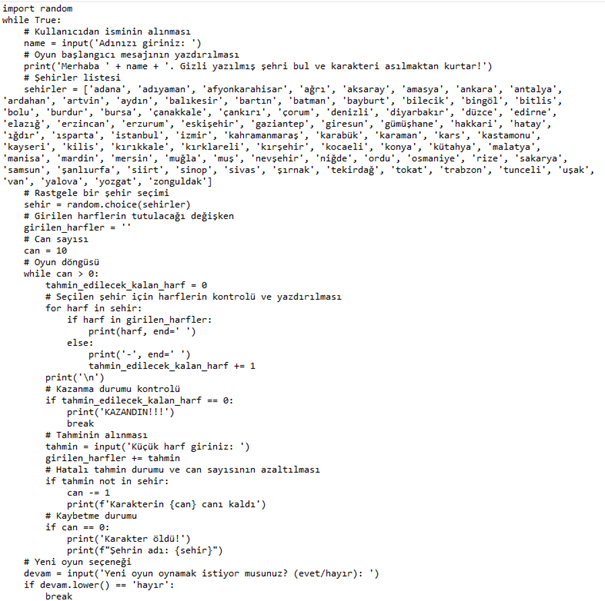 import random
while True:
    # Kullanıcıdan isminin alınması
    name = input('Adınızı giriniz: ')
    # Oyun başlangıcı mesajının yazdırılması
    print('Merhaba ' + name + '. Gizli yazılmış şehri bul ve karakteri asılmaktan kurtar!')
    # Şehirler listesi
    sehirler = ['adana', 'adıyaman', 'afyonkarahisar', 'ağrı', 'aksaray', 'amasya', 'ankara', 'antalya',
'ardahan', 'artvin', 'aydın', 'balıkesir', 'bartın', 'batman', 'bayburt', 'bilecik', 'bingöl', 'bitlis',
'bolu', 'burdur', 'bursa', 'çanakkale', 'çankırı', 'çorum', 'denizli', 'diyarbakır', 'düzce', 'edirne',
'elazığ', 'erzincan', 'erzurum', 'eskişehir', 'gaziantep', 'giresun', 'gümüşhane', 'hakkari', 'hatay',
'ığdır', 'ısparta', 'istanbul', 'izmir', 'kahramanmaraş', 'karabük', 'karaman', 'kars', 'kastamonu',
'kayseri', 'kilis', 'kırıkkale', 'kırklareli', 'kırşehir', 'kocaeli', 'konya', 'kütahya', 'malatya',
'manisa', 'mardin', 'mersin', 'muğla', 'muş', 'nevşehir', 'niğde', 'ordu', 'osmaniye', 'rize', 'sakarya',
'samsun', 'şanlıurfa', 'siirt', 'sinop', 'sivas', 'şırnak', 'tekirdağ', 'tokat', 'trabzon', 'tunceli', 'uşak',
'van', 'yalova', 'yozgat', 'zonguldak']
    # Rastgele bir şehir seçimi
    sehir = random.choice(sehirler)
    # Girilen harflerin tutulacağı değişken
    girilen_harfler = ''
    # Can sayısı
    can = 10
    # Oyun döngüsü
    while can > 0:
        tahmin_edilecek_kalan_harf = 0
        # Seçilen şehir için harflerin kontrolü ve yazdırılması
        for harf in sehir:
            if harf in girilen_harfler:
                print(harf, end=' ')
            else:
                print('-', end=' ')
                tahmin_edilecek_kalan_harf += 1
        print('\n')
        # Kazanma durumu kontrolü
        if tahmin_edilecek_kalan_harf == 0:
            print('KAZANDIN!!!')
            break
        # Tahminin alınması
        tahmin = input('Küçük harf giriniz: ')
        girilen_harfler += tahmin
        # Hatalı tahmin durumu ve can sayısının azaltılması
        if tahmin not in sehir:
            can -= 1
            print(f'Karakterin {can} canı kaldı')
        # Kaybetme durumu
        if can == 0:
            print('Karakter öldü!')
            print(f"Şehrin adı: {sehir}")
    # Yeni oyun seçeneği
    devam = input('Yeni oyun oynamak istiyor musunuz? (evet/hayır): ')
    if devam.lower() == 'hayır':
        break